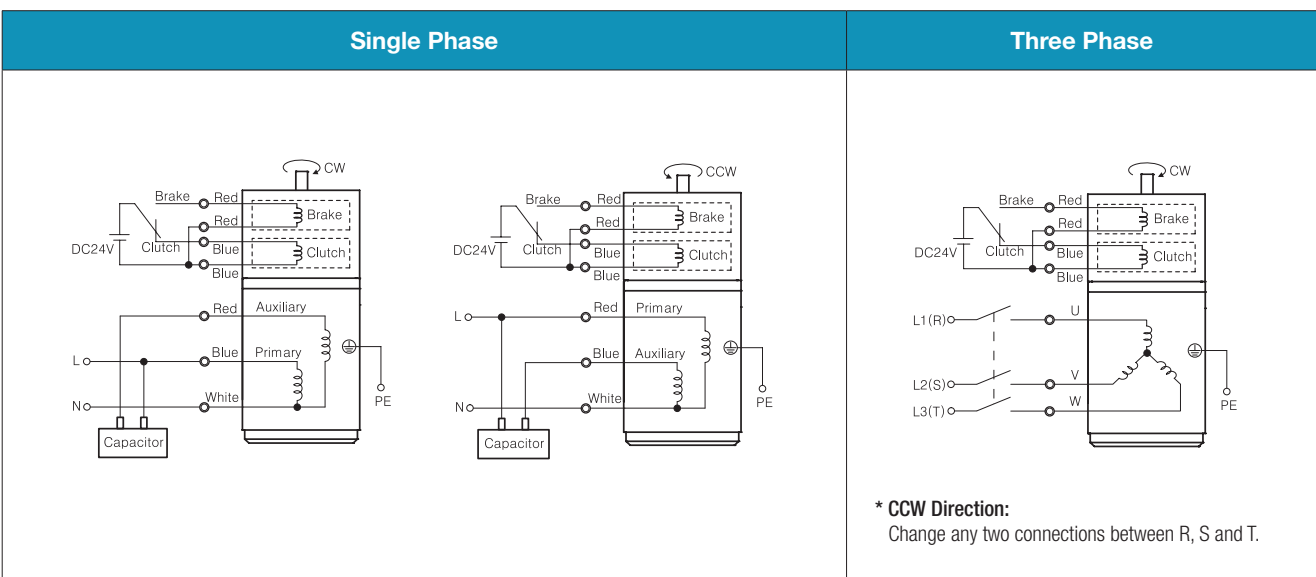 Single Phase
Three Phase
CW
Brake
Red
Red
Brake
DC24V
Clutch
Blue
Clutch
Blue
Red
Auxiliary
L
Blue
Primary
N
White
PE
Capacitor
CCW
Brake
Red
Red
Brake
DC24V
Clutch
Blue
Clutch
Blue
L
Red
Primary
Blue
Auxiliary
N
White
PE
Capacitor
CW
Brake
Red
Red
Brake
DC24V
Clutch
Blue
Clutch
Blue
L1(R)
U
L2(S)
V
L3(T)
W
PE
* CCW Direction:
Change any two connections between R, S and T.